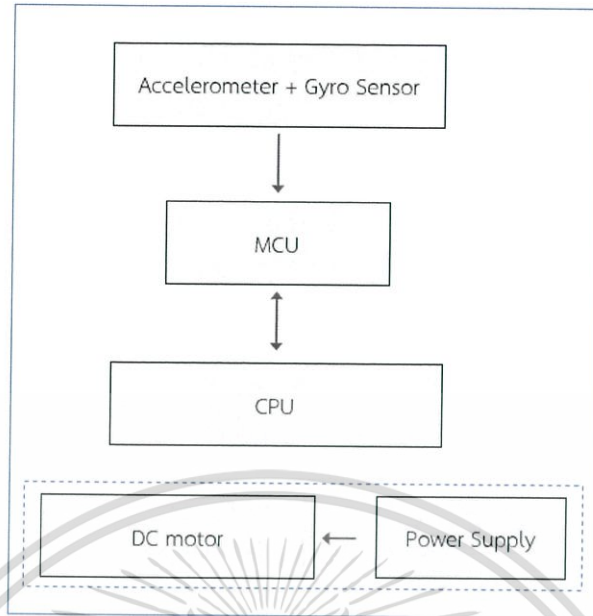 Accelerometer + Gyro Sensor
MCU
CPU
DC motor
Power Supply